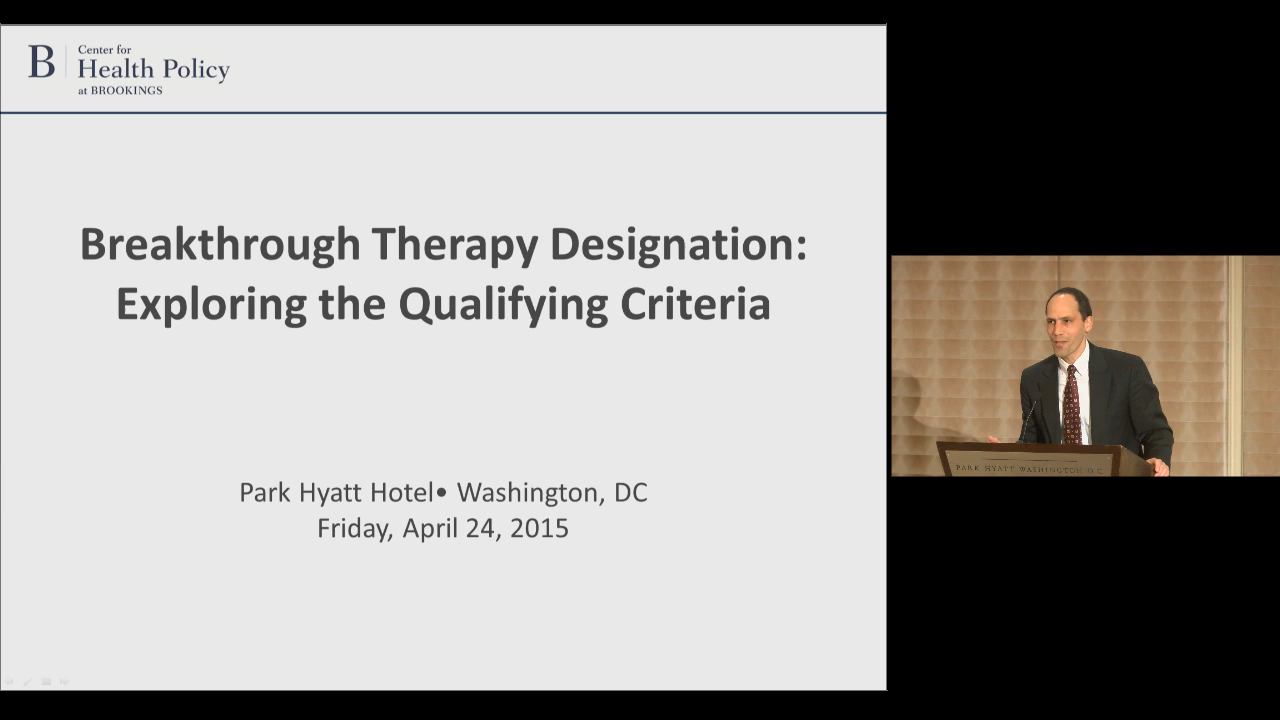 B
Center for
Health Policy
at BROOKINGS
Breakthrough Therapy Designation:
Exploring the Qualifying Criteria
Park Hyatt Hotel• Washington, DC
Friday, April 24, 2015
PARK HYATT WASHINGTON D.C.